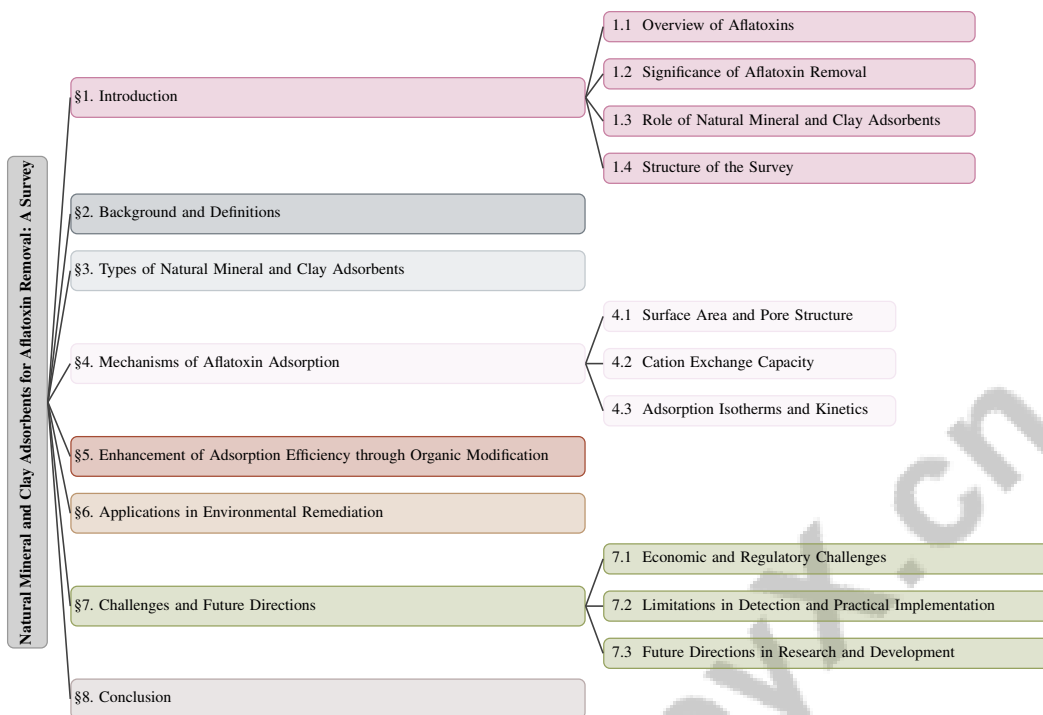 Natural Mineral and Clay Adsorbents for Aflatoxin Removal: A Survey
§1. Introduction
1.1 Overview of Aflatoxins
1.2 Significance of Aflatoxin Removal
1.3 Role of Natural Mineral and Clay Adsorbents
1.4 Structure of the Survey
§2. Background and Definitions
§3. Types of Natural Mineral and Clay Adsorbents
§4. Mechanisms of Aflatoxin Adsorption
4.1 Surface Area and Pore Structure
4.2 Cation Exchange Capacity
4.3 Adsorption Isotherms and Kinetics
§5. Enhancement of Adsorption Efficiency through Organic Modification
§6. Applications in Environmental Remediation
§7. Challenges and Future Directions
7.1 Economic and Regulatory Challenges
7.2 Limitations in Detection and Practical Implementation
7.3 Future Directions in Research and Development
§8. Conclusion